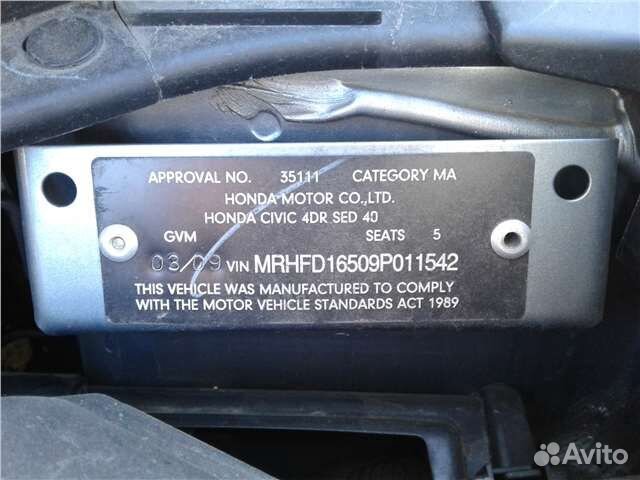 APPROVAL NO. 35111 CATEGORY MA
HONDA MOTOR CO.,LTD.
HONDA CIVIC 4DR SED 40
GVM SEATS 5
03/09 VIN MRHFD16509P011542
THIS VEHICLE WAS MANUFACTURED TO COMPLY
WITH THE MOTOR VEHICLE STANDARDS ACT 1989
Avito